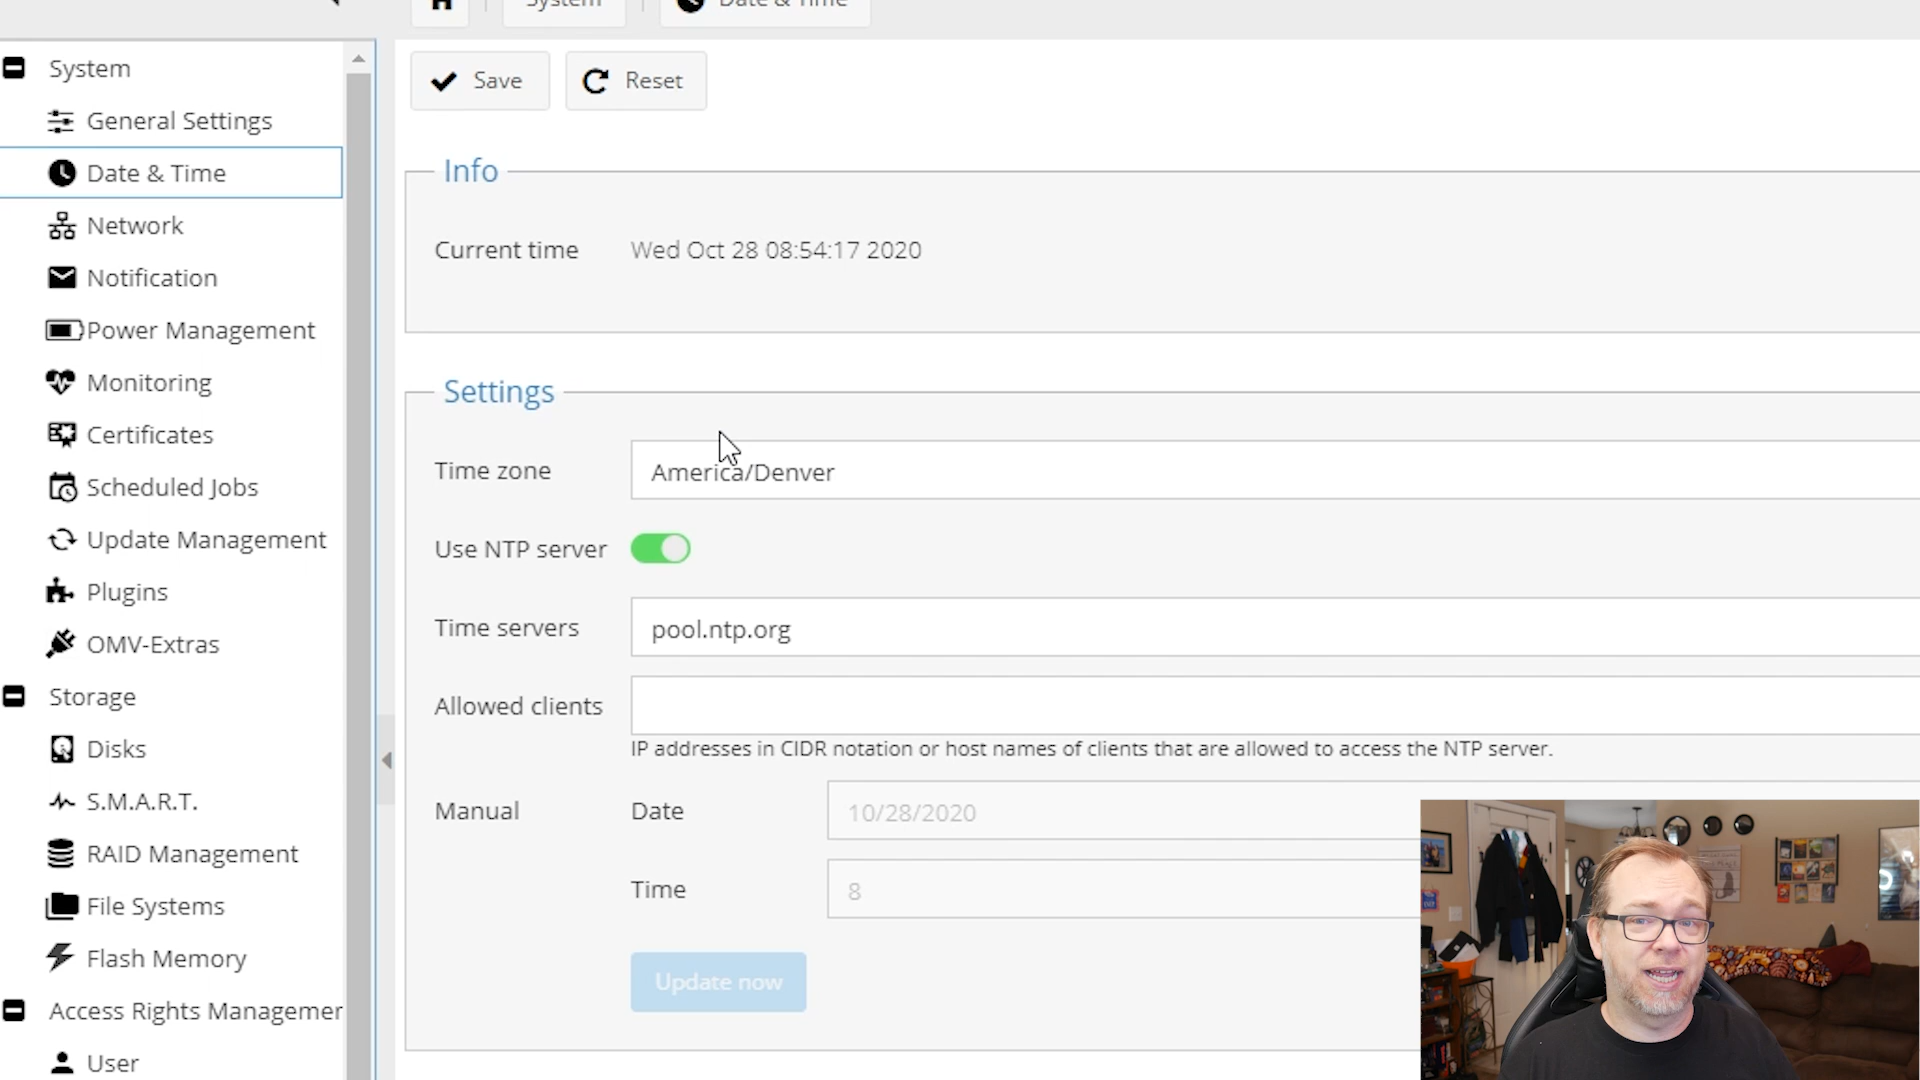 System
Date & Time
System
General Settings
Date & Time
Network
Notification
Power Management
Monitoring
Certificates
Scheduled Jobs
Update Management
Plugins
OMV-Extras
Storage
Disks
S.M.A.R.T.
RAID Management
File Systems
Flash Memory
Access Rights Managemer
User
Save
Reset
Info
Current time Wed Oct 28 08:54:17 2020
Settings
Time zone America/Denver
Use NTP server
Time servers pool.ntp.org
Allowed clients
IP addresses in CIDR notation or host names of clients that are allowed to access the NTP server.
Manual Date 10/28/2020
Time 8
Update now